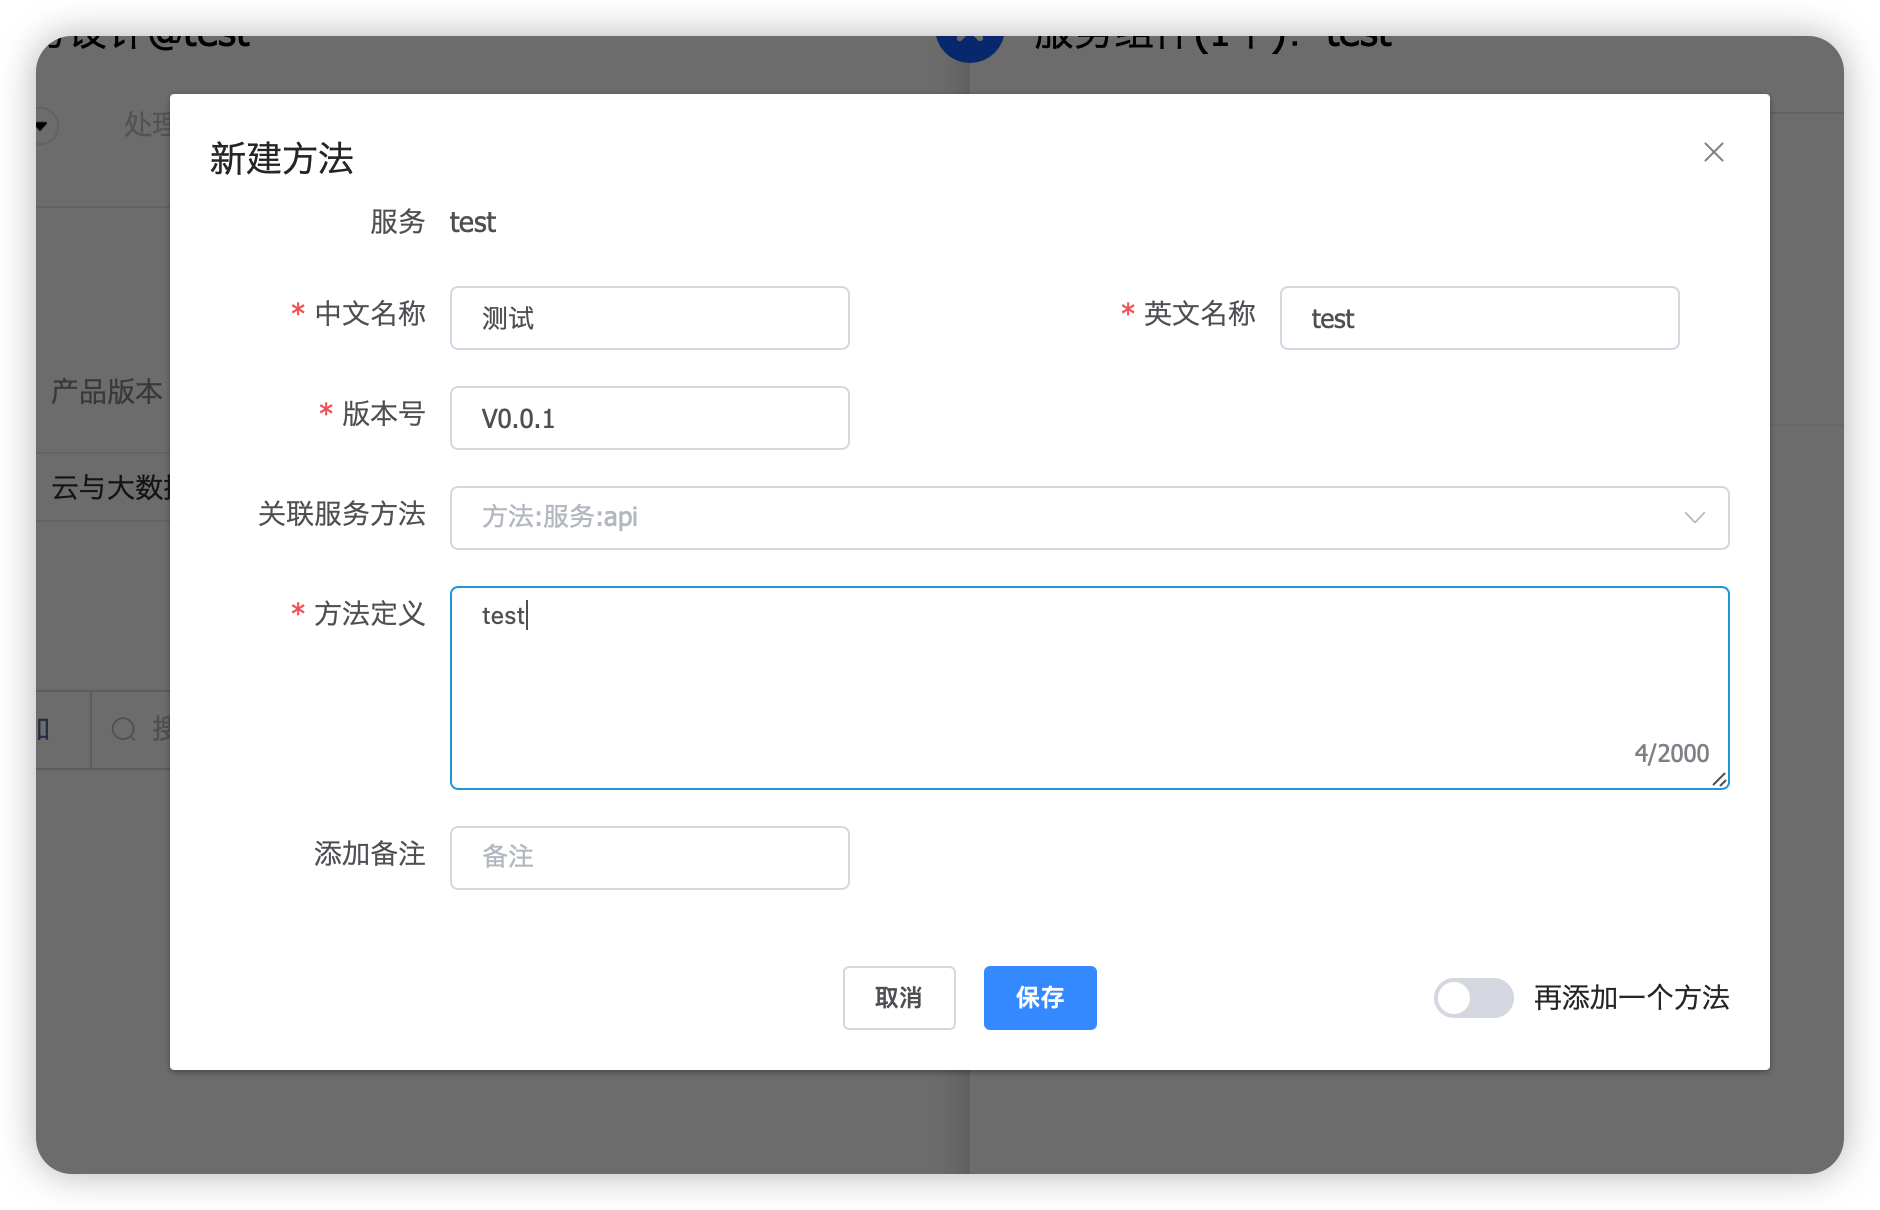 设计@test
服务组件(1个)：test
处理
新建方法
服务 test
* 中文名称 测试
* 英文名称 test
产品版本
* 版本号 V0.0.1
云与大数据
关联服务方法 方法:服务:api
* 方法定义 test
搜
4/2000
添加备注 备注
取消 保存 再添加一个方法